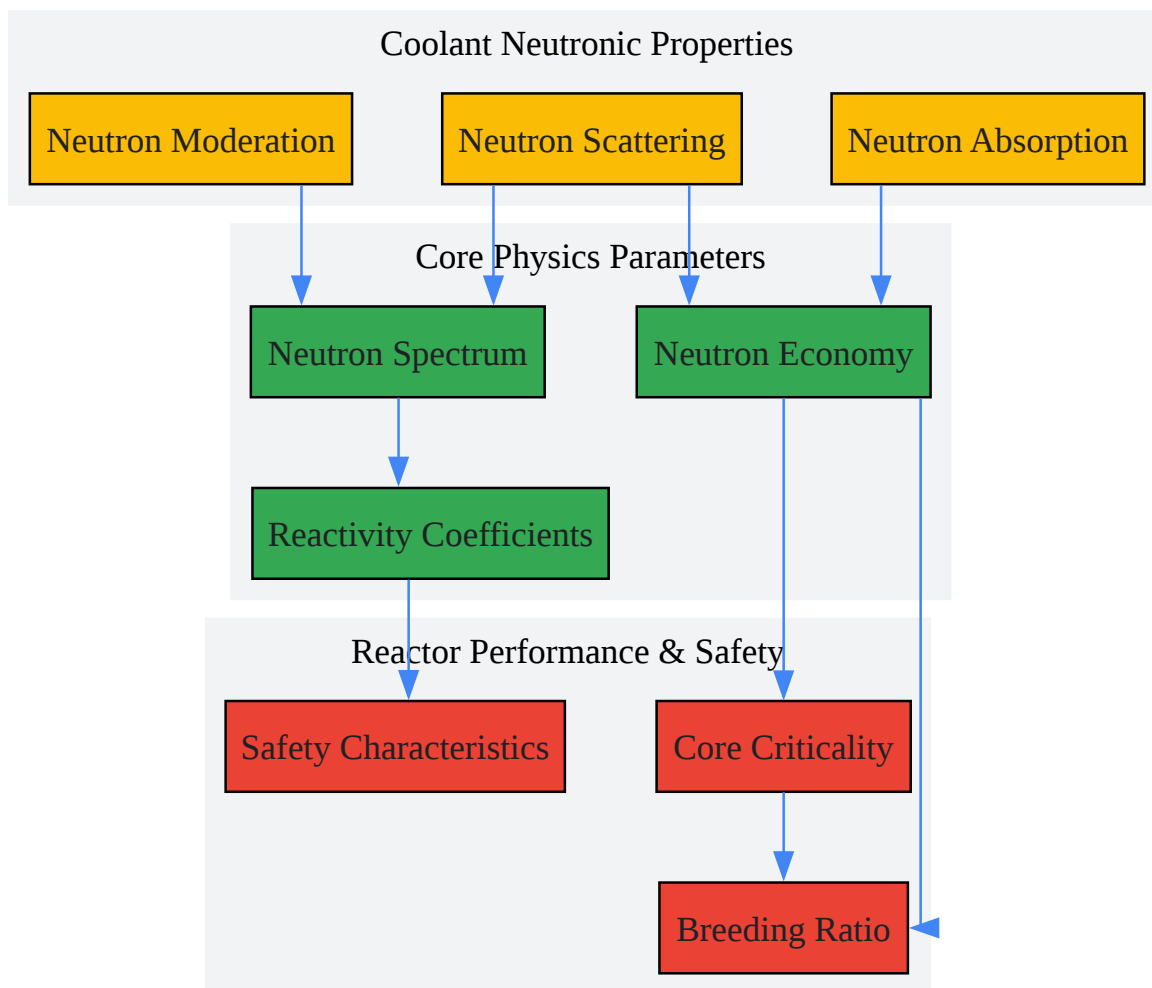 Coolant Neutronic Properties
Neutron Moderation
Neutron Scattering
Neutron Absorption
Core Physics Parameters
Neutron Spectrum
Neutron Economy
Reactivity Coefficients
Reactor Performance & Safety
Safety Characteristics
Core Criticality
Breeding Ratio